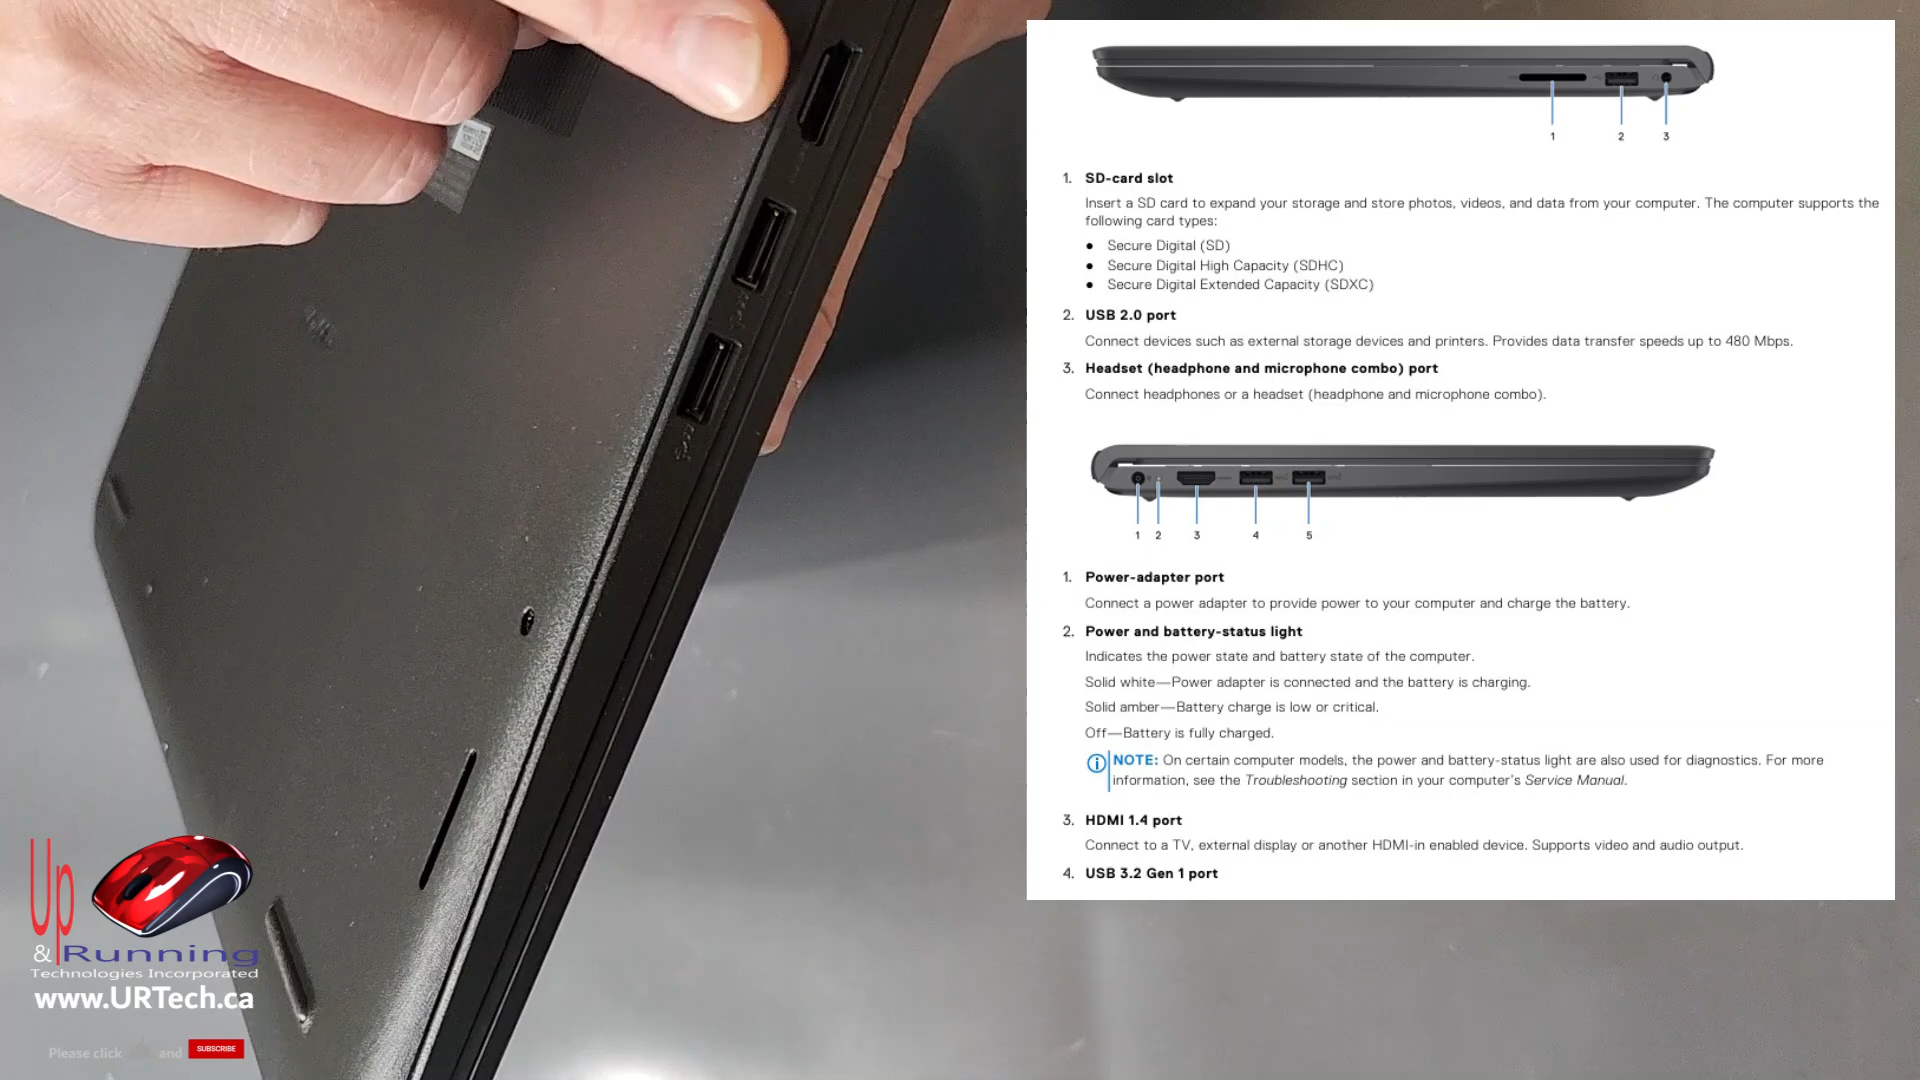 1
2
3
1. SD-card slot
Insert a SD card to expand your storage and store photos, videos, and data from your computer. The computer supports the
following card types:
● Secure Digital (SD)
● Secure Digital High Capacity (SDHC)
● Secure Digital Extended Capacity (SDXC)
2. USB 2.0 port
Connect devices such as external storage devices and printers. Provides data transfer speeds up to 480 Mbps.
3. Headset (headphone and microphone combo) port
Connect headphones or a headset (headphone and microphone combo).
1
2
3
4
5
1. Power-adapter port
Connect a power adapter to provide power to your computer and charge the battery.
2. Power and battery-status light
Indicates the power state and battery state of the computer.
Solid white—Power adapter is connected and the battery is charging.
Solid amber—Battery charge is low or critical.
Off—Battery is fully charged.
NOTE: On certain computer models, the power and battery-status light are also used for diagnostics. For more
information, see the Troubleshooting section in your computer's Service Manual.
3. HDMI 1.4 port
Connect to a TV, external display or another HDMI-in enabled device. Supports video and audio output.
4. USB 3.2 Gen 1 port
Up
& Running
Technologies Incorporated
www.URTech.ca
Please click and SUBSCRIBE